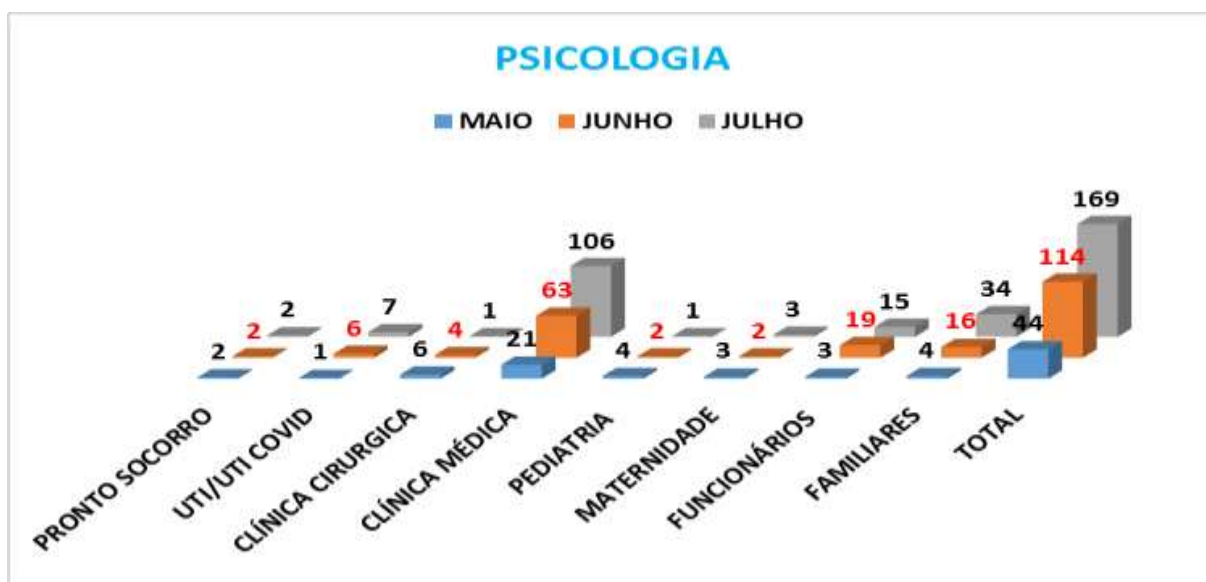 PSICOLOGIA
MAIO JUNHO JULHO
2 7 1 106 1 3 15 34 169
2 6 4 63 2 2 19 16 114
2 1 6 21 4 3 3 4 44
PRONTO SOCORRO
UTI/UTI COVID
CLÍNICA CIRURGICA
CLÍNICA MÉDICA
PEDIATRIA
MATERNIDADE
FUNCIONÁRIOS
FAMILIARES
TOTAL